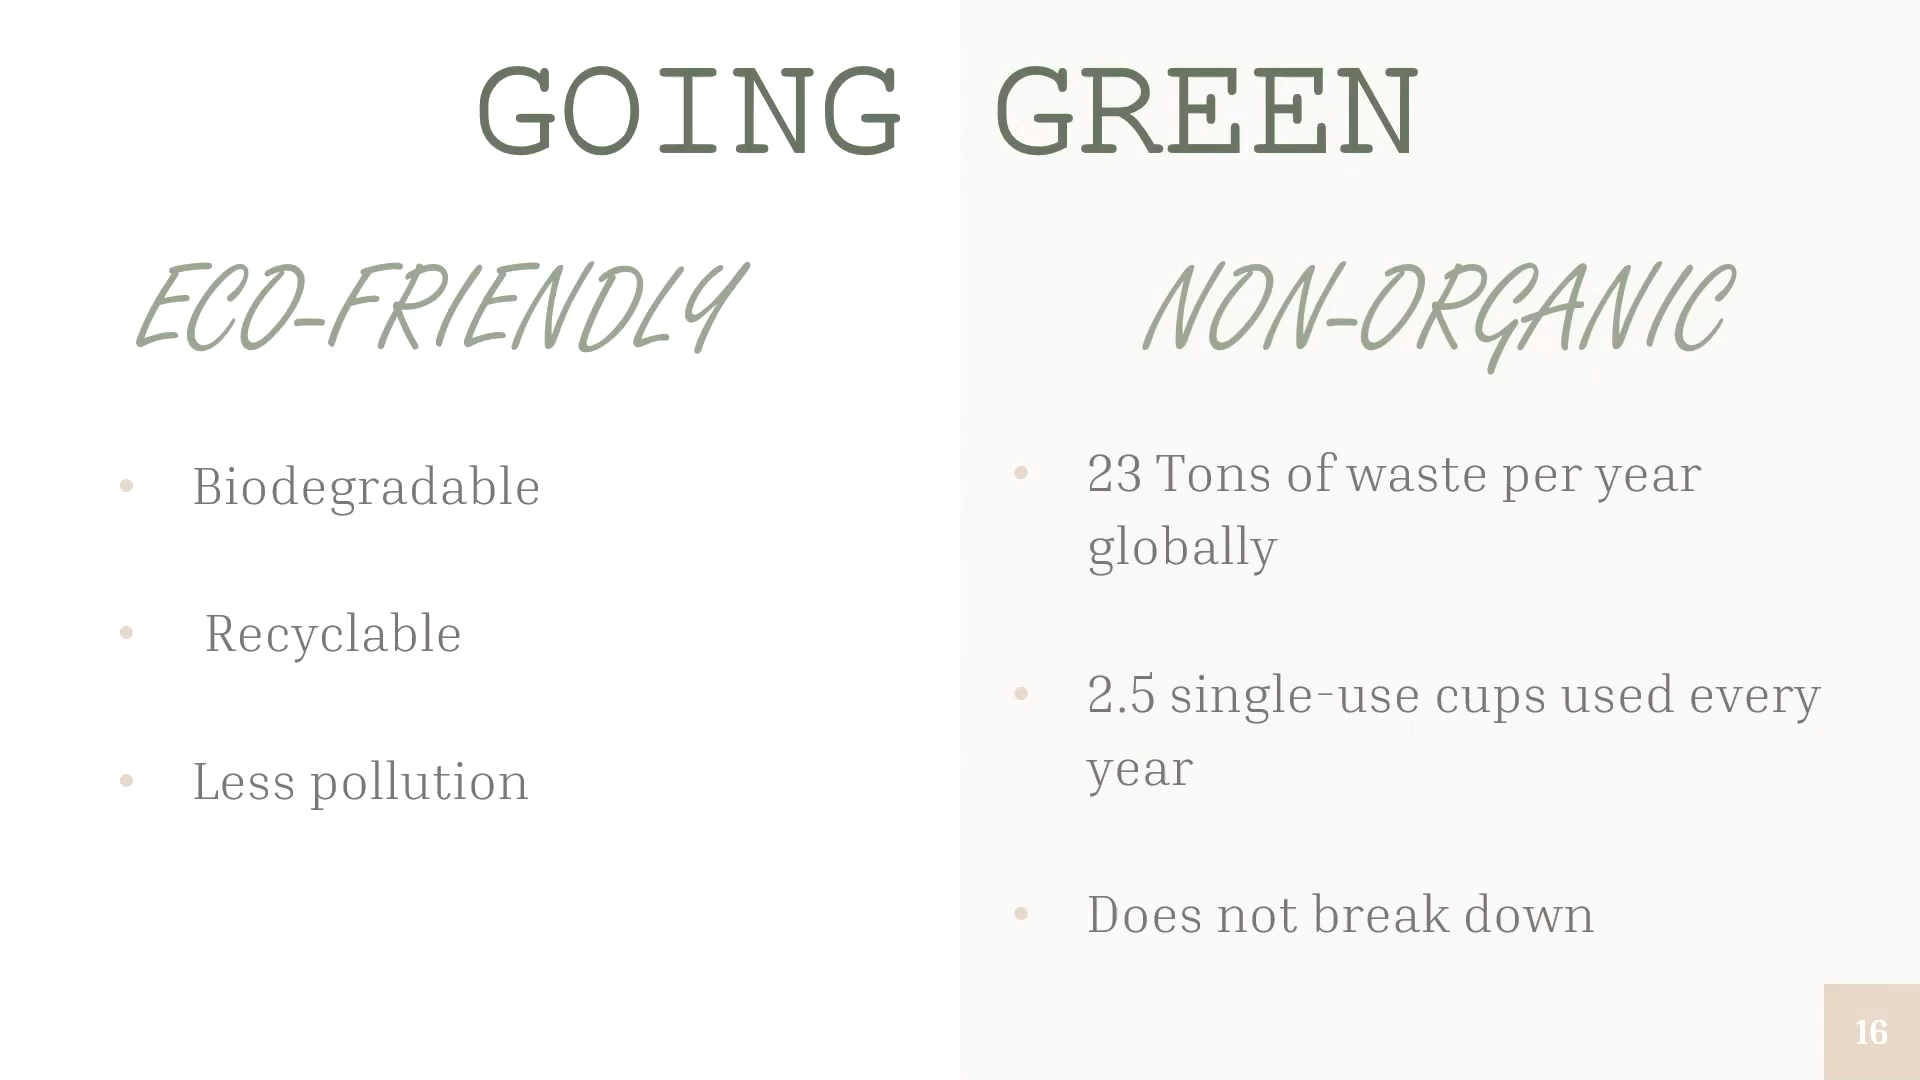 GOING GREEN
ECO-FRIENDLY
• Biodegradable
• Recyclable
• Less pollution
NON-ORGANIC
• 23 Tons of waste per year
globally
• 2.5 single-use cups used every
year
• Does not break down
16